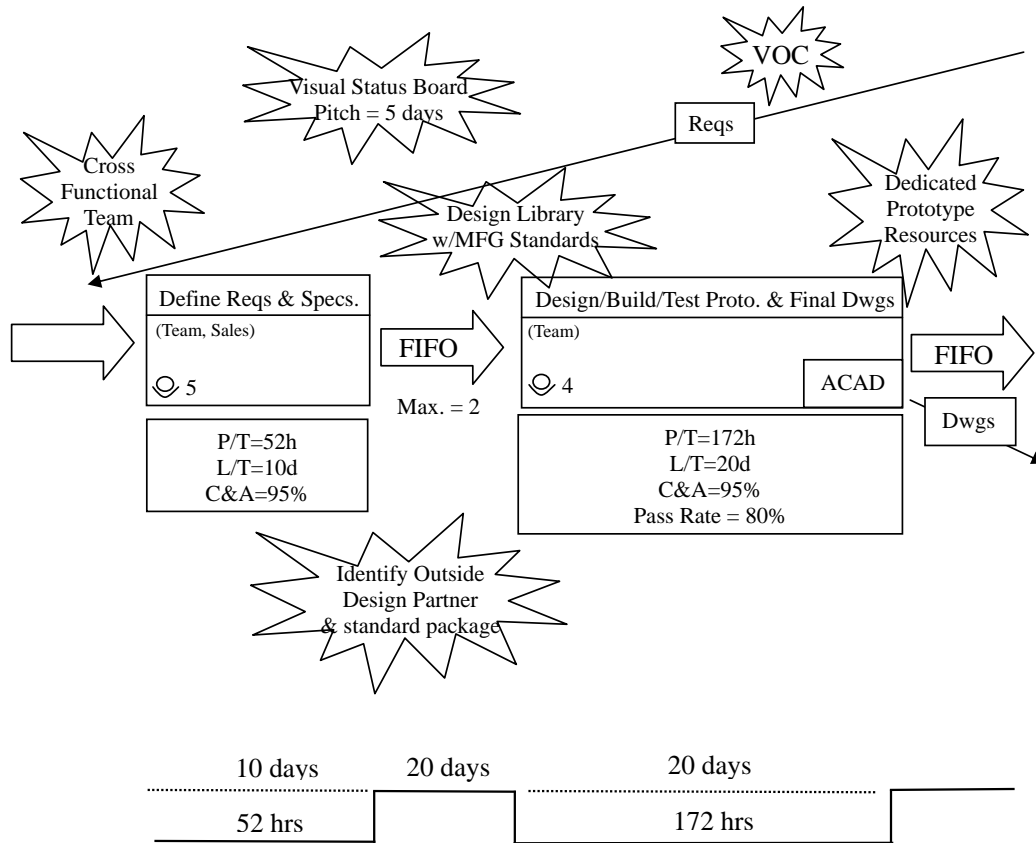 VOC
Visual Status Board
Pitch = 5 days
Reqs
Cross
Functional
Team
Design Library
w/MFG Standards
Dedicated
Prototype
Resources
Define Reqs & Specs.
(Team, Sales)
5
FIFO
Max. = 2
Design/Build/Test Proto. & Final Dwgs
(Team)
4
ACAD
FIFO
Dwgs
P/T=52h
L/T=10d
C&A=95%
P/T=172h
L/T=20d
C&A=95%
Pass Rate = 80%
Identify Outside
Design Partner
& standard package
10 days
20 days
20 days
52 hrs
172 hrs